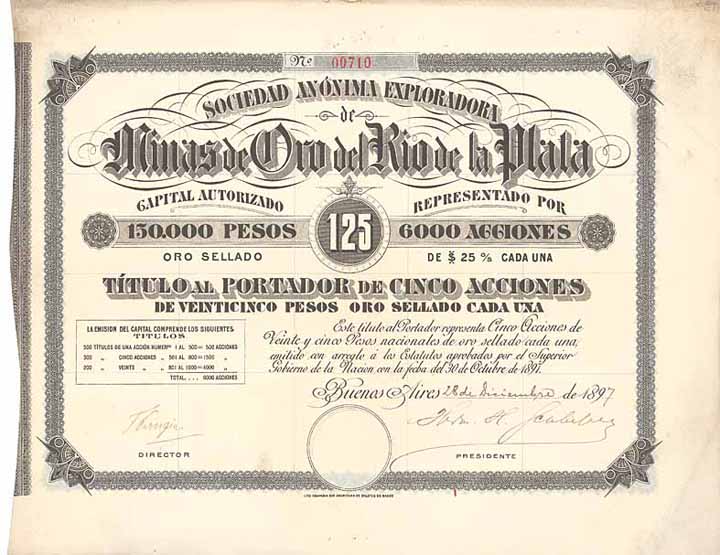 No 00710
SOCIEDAD ANÓNIMA EXPLORADORA
de
Minas de Oro del Rio de la Plata
CAPITAL AUTORIZADO
REPRESENTADO POR
150.000 PESOS
125
6000 ACCIONES
ORO SELLADO
DE $ 25 % CADA UNA
TÍTULO AL PORTADOR DE CINCO ACCIONES
DE VEINTICINCO PESOS ORO SELLADO CADA UNA
LA EMISION DEL CAPITAL COMPRENDE LOS SIGUIENTES
TITULOS
500 TÍTULOS DE UNA ACCIÓN NUMEROS 1 AL 500 = 500 ACCIONES
300 „ CINCO ACCIONES „ 501 AL 800 = 1500 „
200 „ VEINTE „ „ 801 AL 1000 = 4000 „
TOTAL.... 6000 ACCIONES
Este titulo al Portador representa Cinco Acciones de
Veinte y cinco Pesos nacionales de oro sellado cada una,
emitido con arreglo á los Estatutos aprobados por el Superior
Gobierno de la Nacion con la fecha del 30 de Octubre de 1897.
Buenos Aires 28 de Diciembre de 1897
DIRECTOR
PRESIDENTE